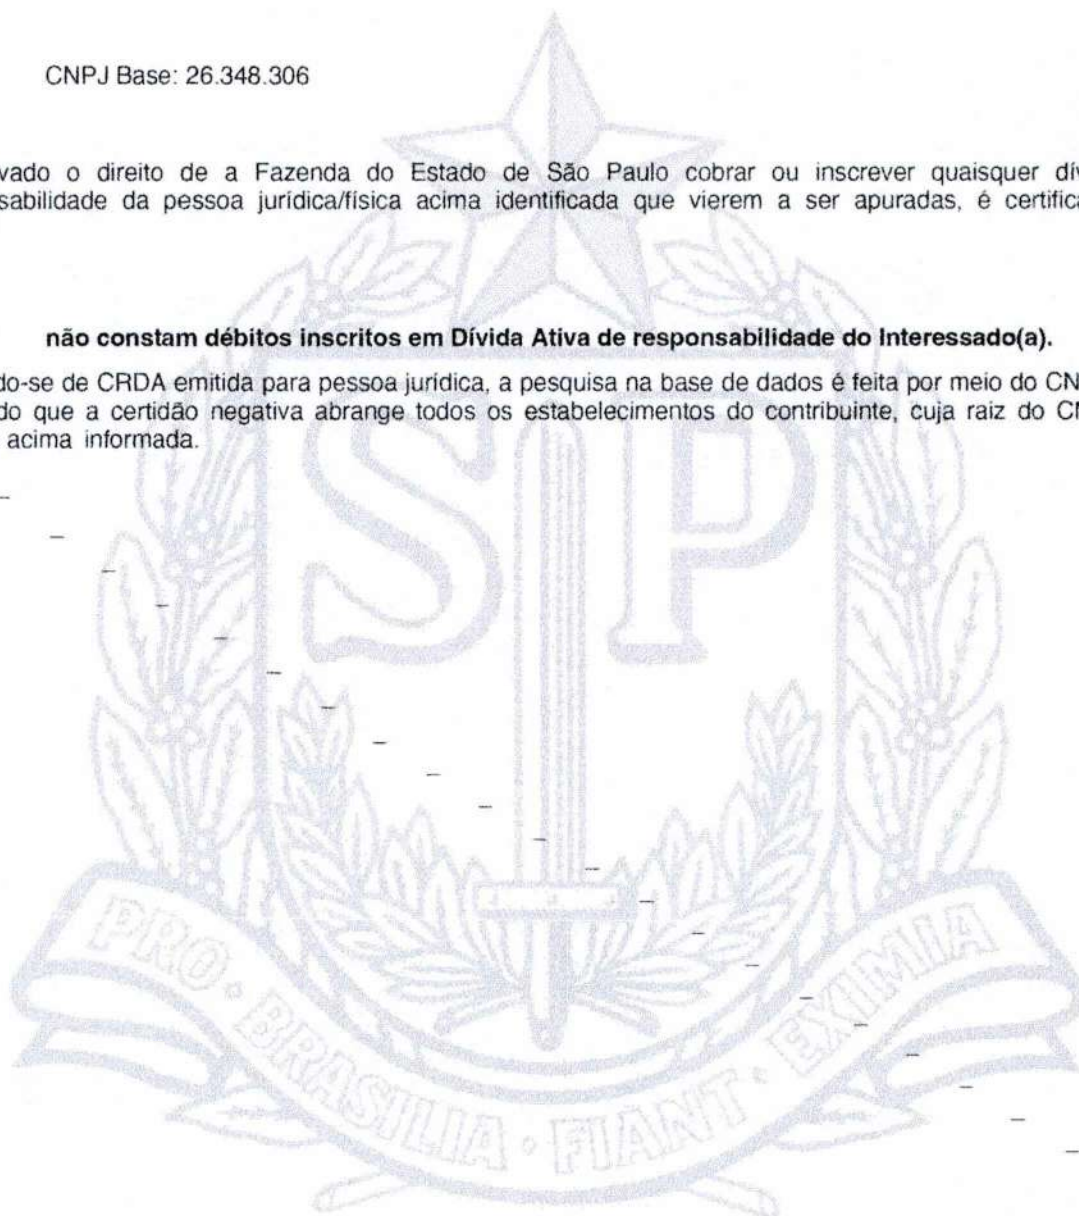 CNPJ Base: 26.348.306
vado o direito de a Fazenda do Estado de São Paulo cobrar ou inscrever quaisquer dív
sabilidade da pessoa jurídica/física acima identificada que vierem a ser apuradas, é certifica
não constam débitos inscritos em Dívida Ativa de responsabilidade do Interessado(a).
do-se de CRDA emitida para pessoa jurídica, a pesquisa na base de dados é feita por meio do CN
do que a certidão negativa abrange todos os estabelecimentos do contribuinte, cuja raiz do C
acima informada.
SP
PRO · BRASILIA · FIANT · EXIMIA